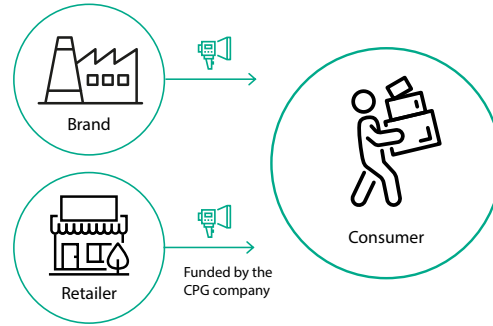 Brand
Consumer
Retailer
Funded by the
CPG company